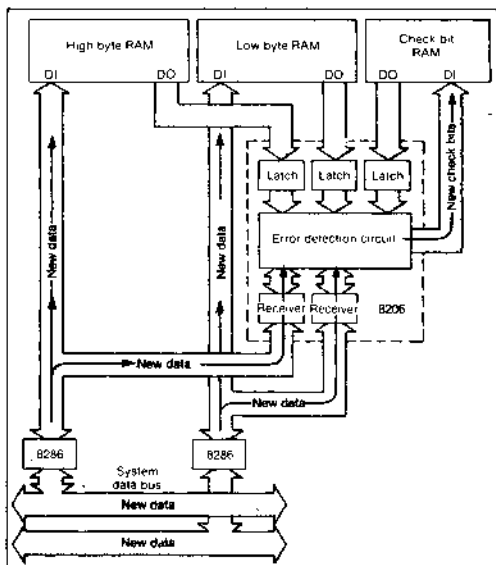 High byte RAM
DI
DO
Low byte RAM
DI
DO
Check bit
RAM
DO
DI
Latch
Latch
Latch
New check bits
Error detection circuit
Receiver
Receiver
8206
New data
New data
New data
New data
8286
8286
System
data bus
New data
New data